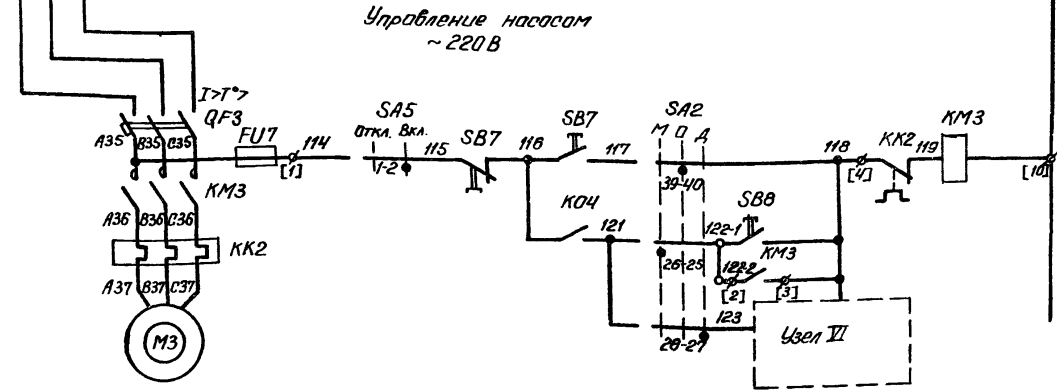 Управление насосом
~ 220 В
I>T°>
QF3
A35 B35 C35
FU7
[1]
114
SA5
Откл. Вкл.
1-2
115
SB7
116
SB7
117
SA2
М О Д
39-40
118
[4]
KK2
119
KM3
[10]
KM3
A36 B36 C36
KK2
A37 B37 C37
M3
K04
121
26-25
122-1
SB8
KM3
122-2
[2]
[3]
28-27
123
Узел VI